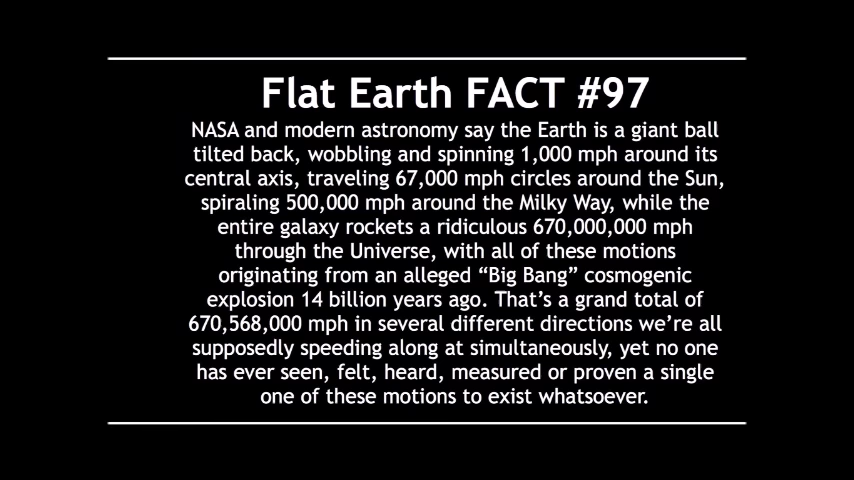 Flat Earth FACT #97
NASA and modern astronomy say the Earth is a giant ball
tilted back, wobbling and spinning 1,000 mph around its
central axis, traveling 67,000 mph circles around the Sun,
spiraling 500,000 mph around the Milky Way, while the
entire galaxy rockets a ridiculous 670,000,000 mph
through the Universe, with all of these motions
originating from an alleged “Big Bang” cosmogenic
explosion 14 billion years ago. That’s a grand total of
670,568,000 mph in several different directions we’re all
supposedly speeding along at simultaneously, yet no one
has ever seen, felt, heard, measured or proven a single
one of these motions to exist whatsoever.